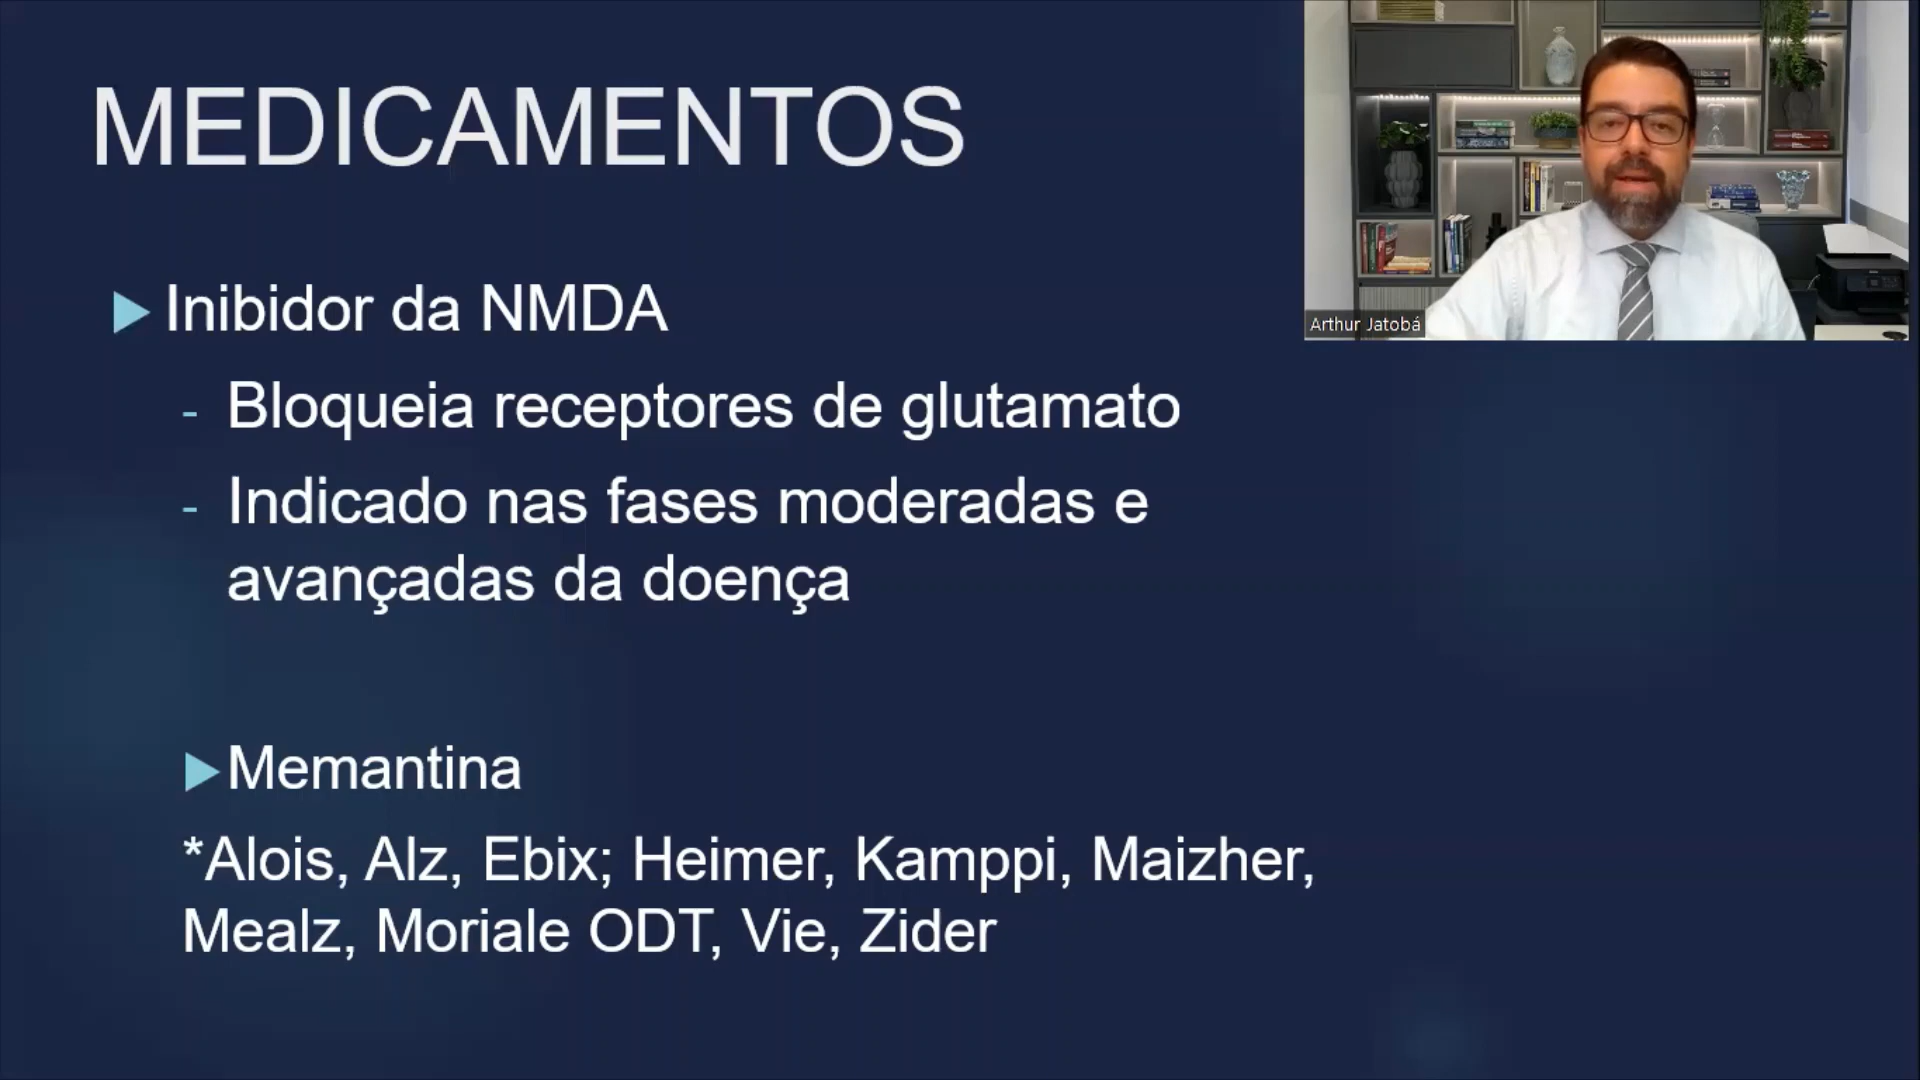 MEDICAMENTOS
Arthur Jatobá
Inibidor da NMDA
- Bloqueia receptores de glutamato
- Indicado nas fases moderadas e
avançadas da doença
Memantina
*Alois, Alz, Ebix; Heimer, Kamppi, Maizher,
Mealz, Moriale ODT, Vie, Zider